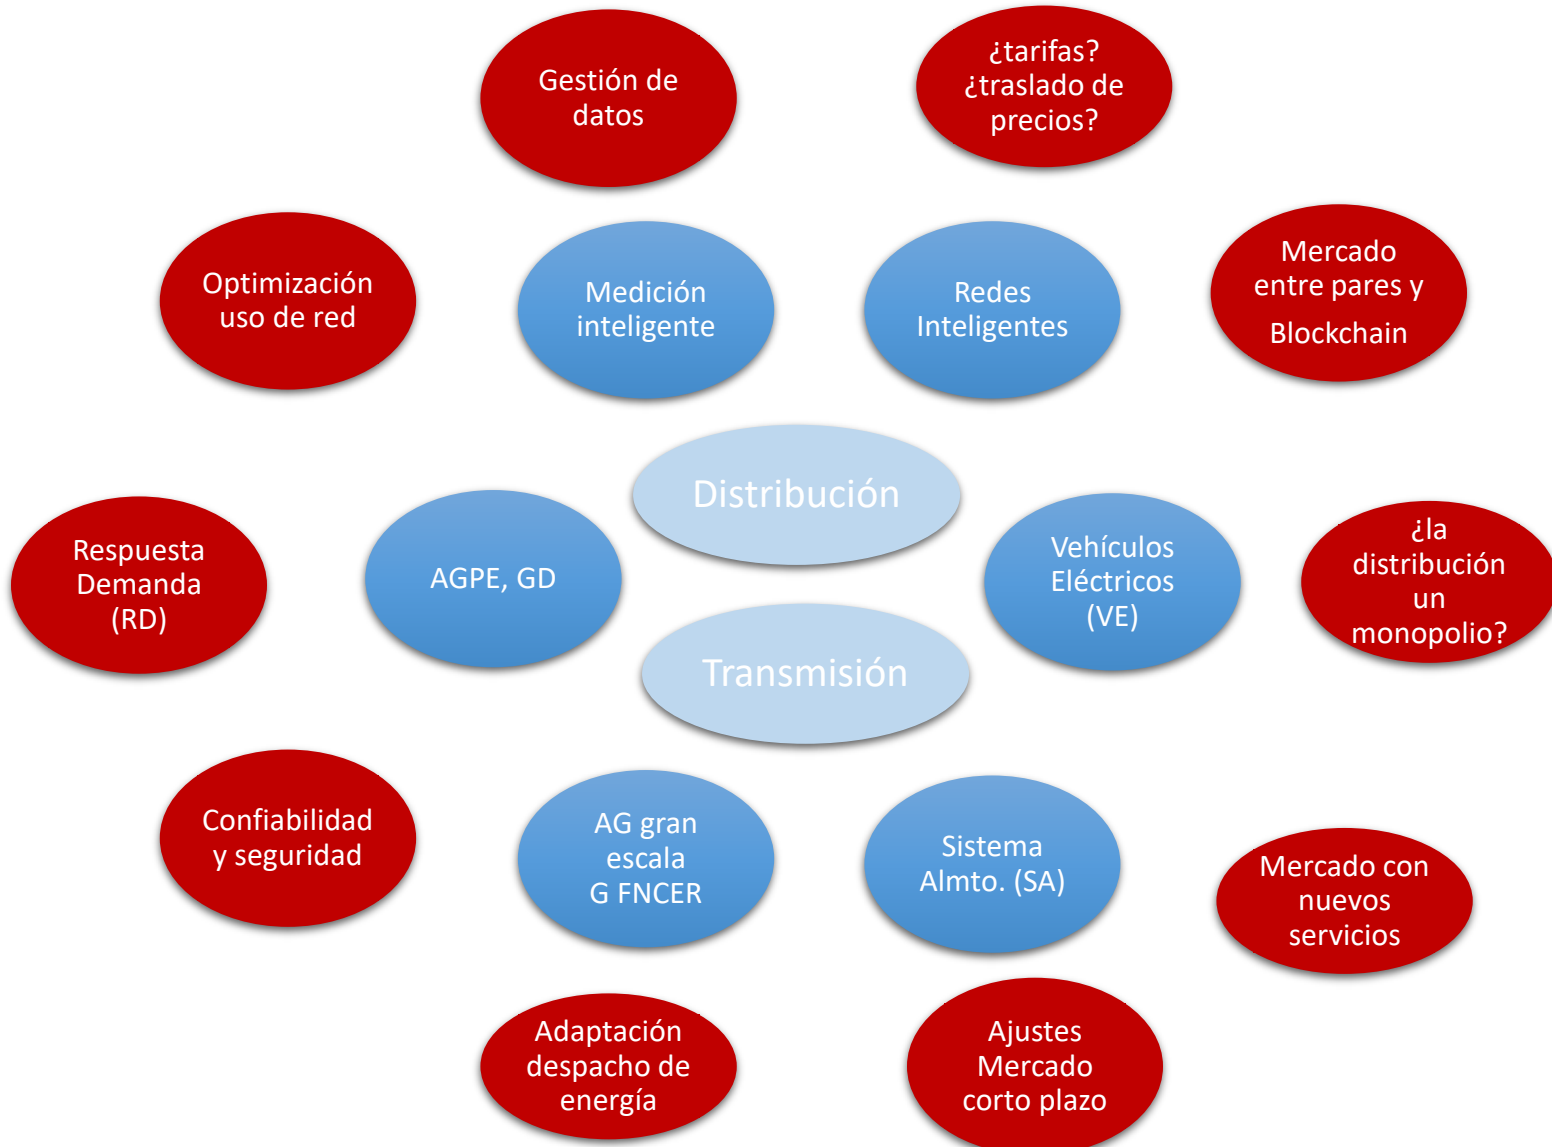 Gestión de
datos
¿tarifas?
¿traslado de
precios?
Optimización
uso de red
Medición
inteligente
Redes
Inteligentes
Mercado
entre pares y
Blockchain
Distribución
Respuesta
Demanda
(RD)
AGPE, GD
Vehículos
Eléctricos
(VE)
¿la
distribución
un
monopolio?
Transmisión
Confiabilidad
y seguridad
AG gran
escala
G FNCER
Sistema
Almto. (SA)
Mercado con
nuevos
servicios
Adaptación
despacho de
energía
Ajustes
Mercado
corto plazo